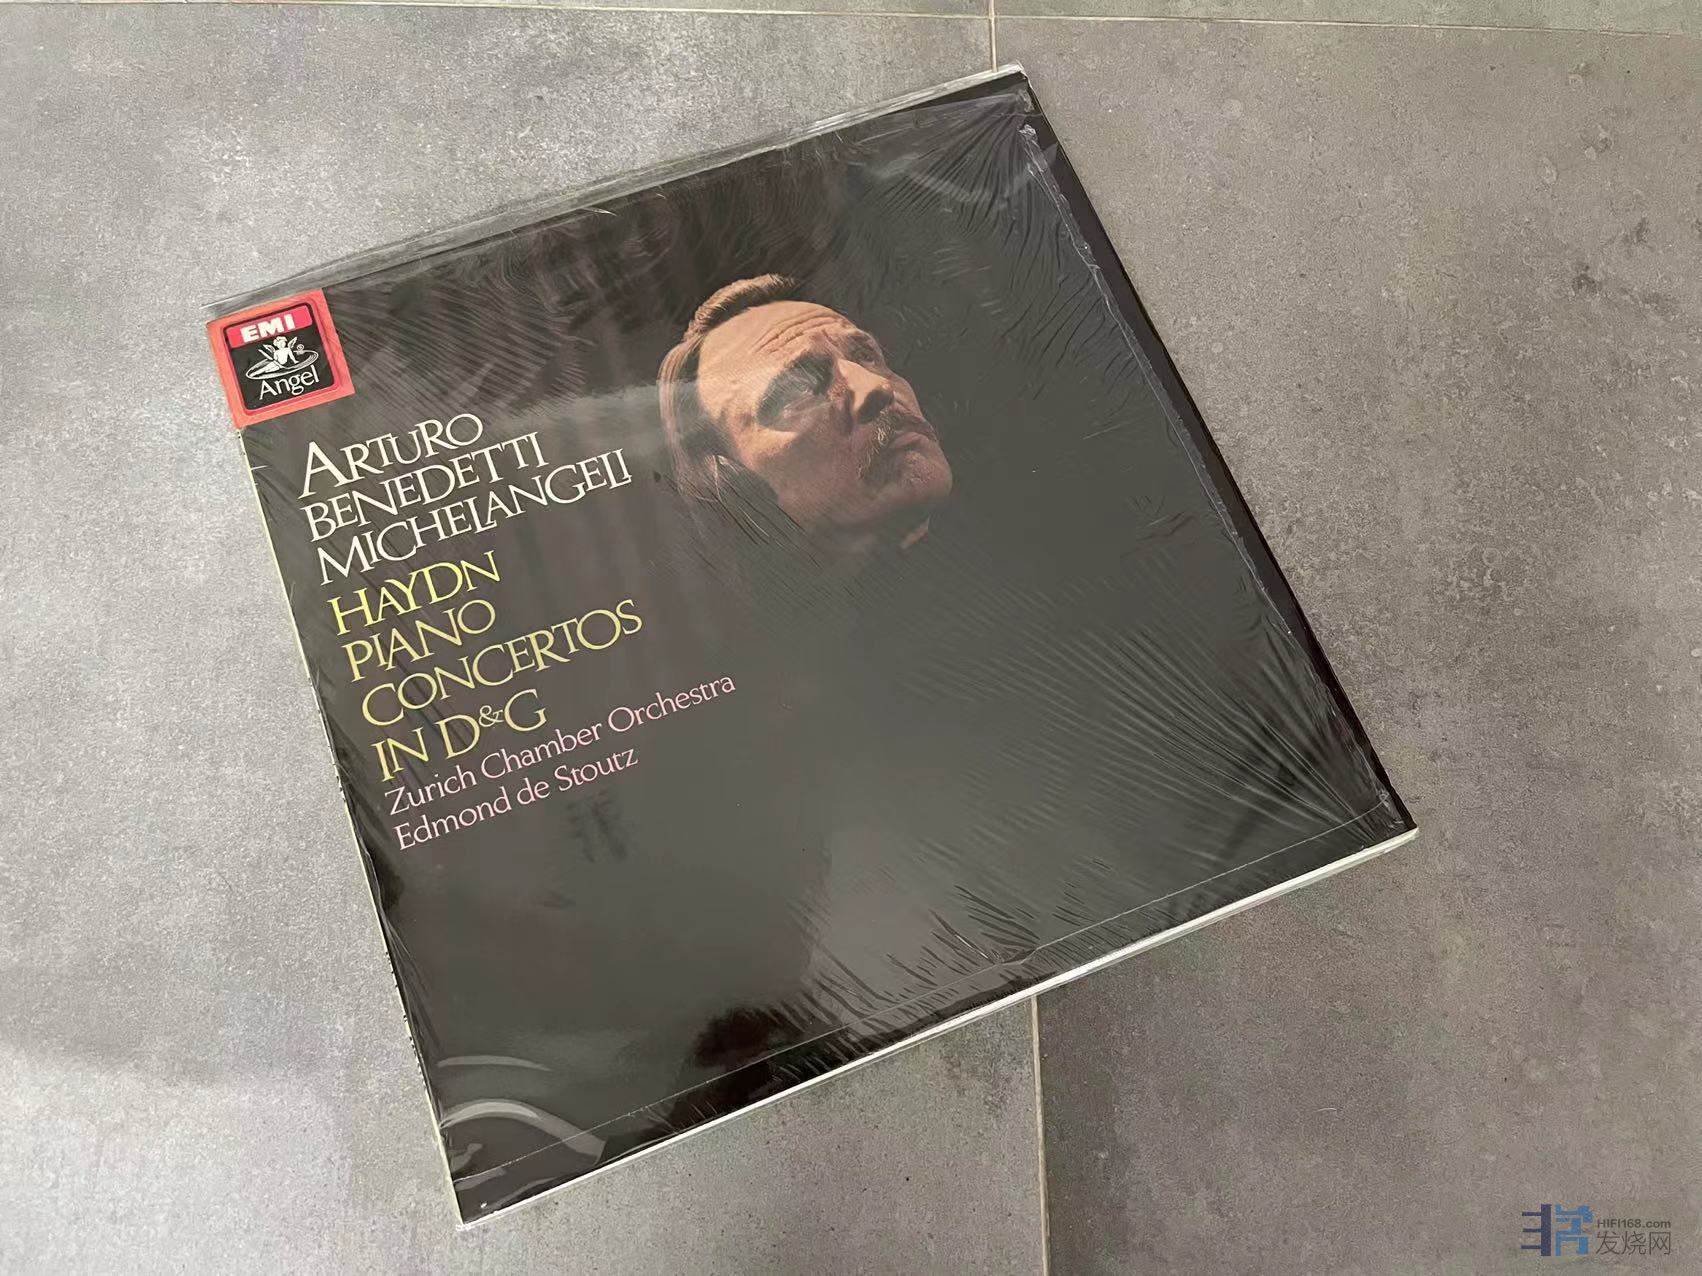 EMI
Angel
ARTURO
BENEDETTI
MICHELANGELI
HAYDN
PIANO
CONCERTOS
IN D&G
Zurich Chamber Orchestra
Edmond de Stoutz
HIFI168.com
发烧网